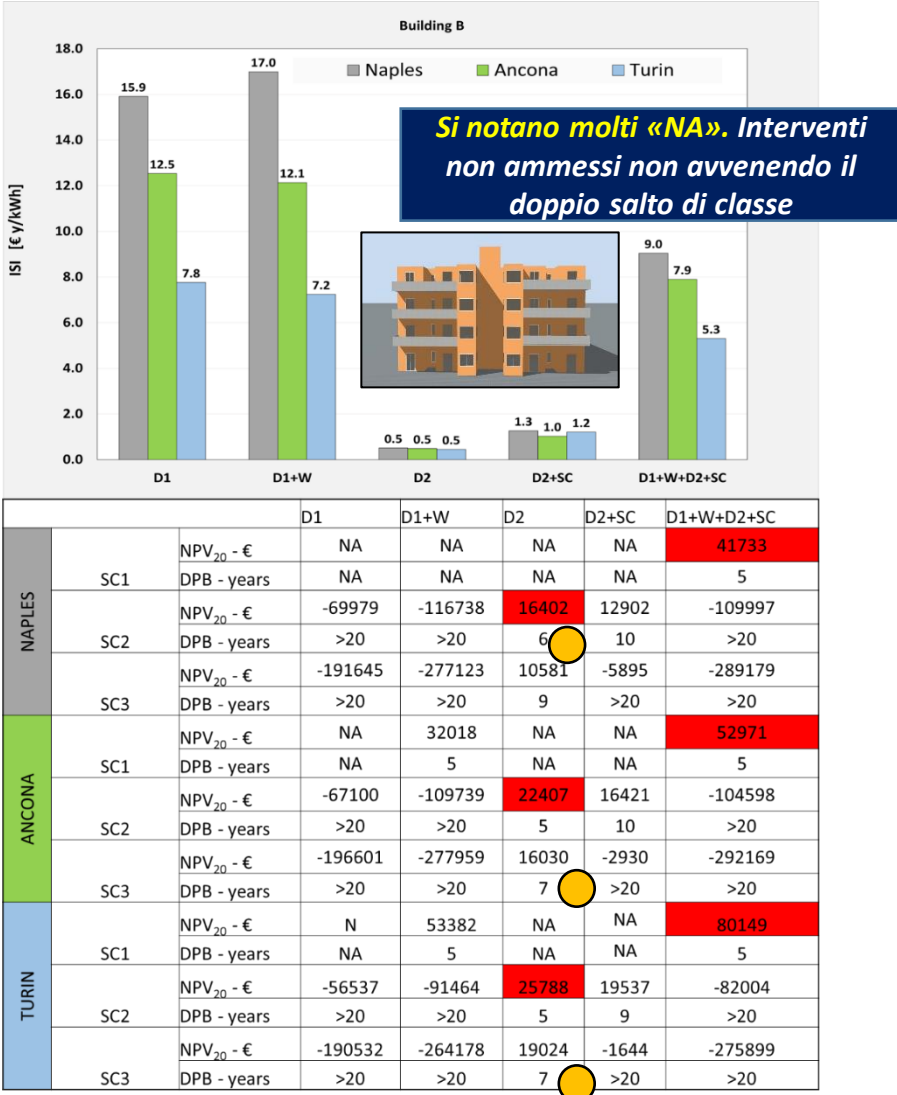 Building B
18.0
16.0
14.0
12.0
10.0
8.0
6.0
4.0
2.0
0.0
ISI [€ y/kWh]
Naples Ancona Turin
15.9
12.5
7.8
17.0
12.1
7.2
0.5 0.5 0.5
1.3 1.0 1.2
9.0
7.9
5.3
D1 D1+W D2 D2+SC D1+W+D2+SC
Si notano molti «NA». Interventi
non ammessi non avvenendo il
doppio salto di classe
D1 D1+W D2 D2+SC D1+W+D2+SC
NAPLES
NPV20 - € NA NA NA NA 41733
SC1 DPB - years NA NA NA NA 5
NPV20 - € -69979 -116738 16402 12902 -109997
SC2 DPB - years >20 >20 6 10 >20
NPV20 - € -191645 -277123 10581 -5895 -289179
SC3 DPB - years >20 >20 9 >20 >20
ANCONA
NPV20 - € NA 32018 NA NA 52971
SC1 DPB - years NA 5 NA NA 5
NPV20 - € -67100 -109739 22407 16421 -104598
SC2 DPB - years >20 >20 5 10 >20
NPV20 - € -196601 -277959 16030 -2930 -292169
SC3 DPB - years >20 >20 7 >20 >20
TURIN
NPV20 - € N 53382 NA NA 80149
SC1 DPB - years NA 5 NA NA 5
NPV20 - € -56537 -91464 25788 19537 -82004
SC2 DPB - years >20 >20 5 9 >20
NPV20 - € -190532 -264178 19024 -1644 -275899
SC3 DPB - years >20 >20 7 >20 >20